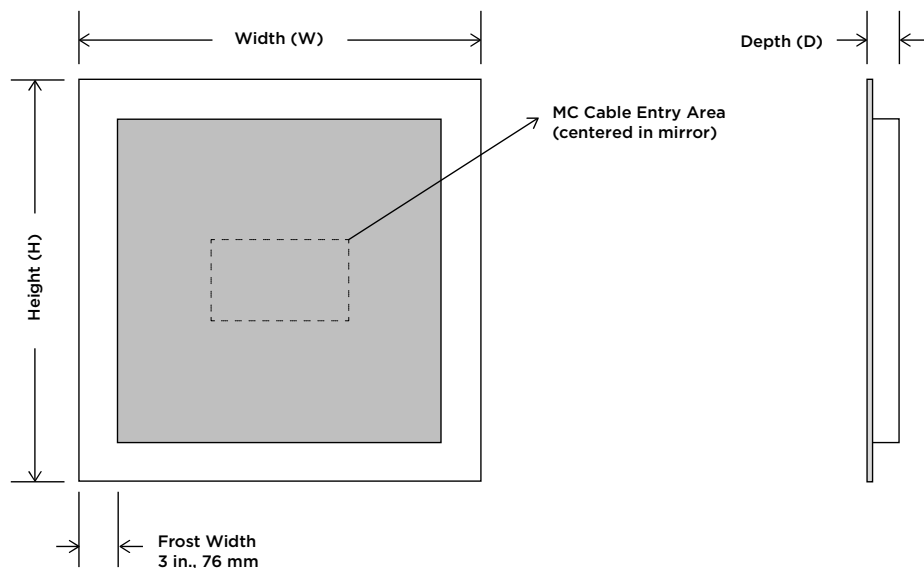 Width (W)
Depth (D)
MC Cable Entry Area
(centered in mirror)
Height (H)
Frost Width
3 in., 76 mm